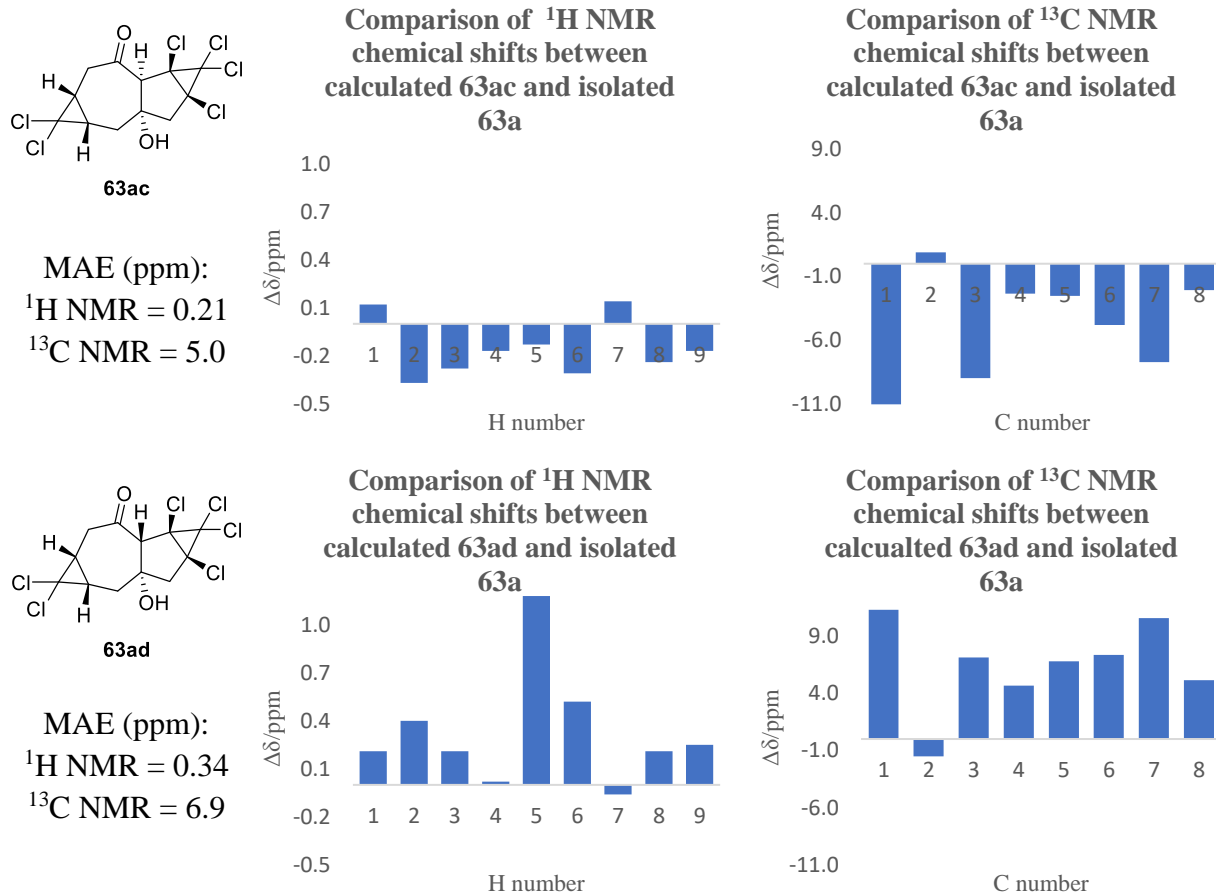 O
H
Cl
Cl
Cl
Cl
H
Cl
Cl
H
OH
63ac
MAE (ppm):
¹H NMR = 0.21
¹³C NMR = 5.0
Comparison of ¹H NMR
chemical shifts between
calculated 63ac and isolated
63a
Δδ/ppm
1.0
0.7
0.4
0.1
-0.2
-0.5
1 2 3 4 5 6 7 8 9
H number
Comparison of ¹³C NMR
chemical shifts between
calculated 63ac and isolated
63a
Δδ/ppm
9.0
4.0
-1.0
-6.0
-11.0
1 2 3 4 5 6 7 8
C number
O
H
Cl
Cl
Cl
Cl
H
Cl
Cl
H
OH
63ad
MAE (ppm):
¹H NMR = 0.34
¹³C NMR = 6.9
Comparison of ¹H NMR
chemical shifts between
calculated 63ad and isolated
63a
Δδ/ppm
1.0
0.7
0.4
0.1
-0.2
-0.5
1 2 3 4 5 6 7 8 9
H number
Comparison of ¹³C NMR
chemical shifts between
calcualted 63ad and isolated
63a
Δδ/ppm
9.0
4.0
-1.0
-6.0
-11.0
1 2 3 4 5 6 7 8
C number